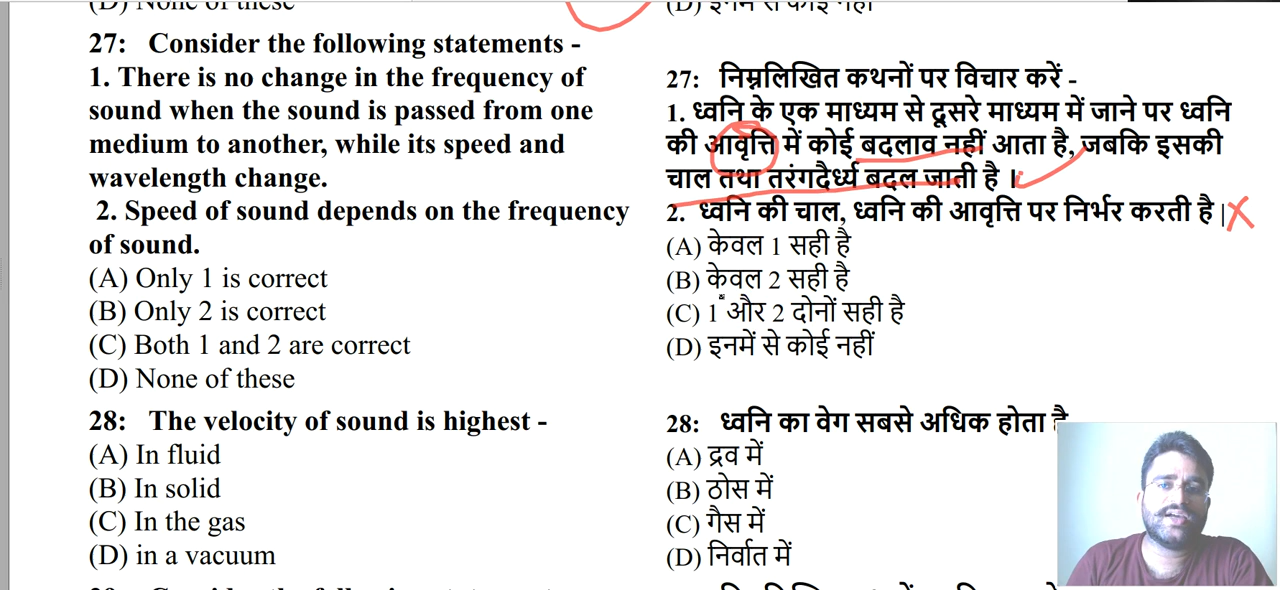 (D) None of these
27: Consider the following statements -
1. There is no change in the frequency of
sound when the sound is passed from one
medium to another, while its speed and
wavelength change.
2. Speed of sound depends on the frequency
of sound.
(A) Only 1 is correct
(B) Only 2 is correct
(C) Both 1 and 2 are correct
(D) None of these
28: The velocity of sound is highest -
(A) In fluid
(B) In solid
(C) In the gas
(D) in a vacuum
(D) इनमें से कोई नहीं
27: निम्नलिखित कथनों पर विचार करें -
1. ध्वनि के एक माध्यम से दूसरे माध्यम में जाने पर ध्वनि
की आवृत्ति में कोई बदलाव नहीं आता है, जबकि इसकी
चाल तथा तरंगदैर्ध्य बदल जाती है ।
2. ध्वनि की चाल, ध्वनि की आवृत्ति पर निर्भर करती है |
(A) केवल 1 सही है
(B) केवल 2 सही है
(C) 1 और 2 दोनों सही है
(D) इनमें से कोई नहीं
28: ध्वनि का वेग सबसे अधिक होता है
(A) द्रव में
(B) ठोस में
(C) गैस में
(D) निर्वात में